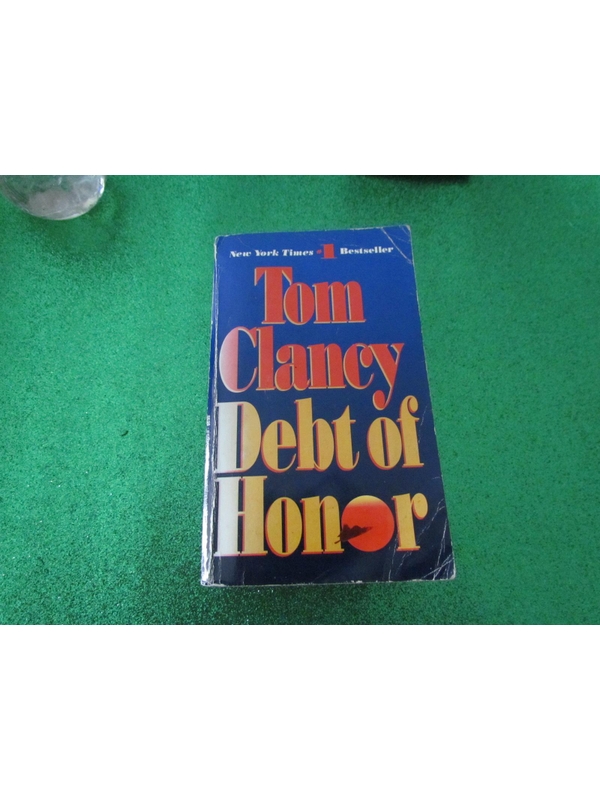 New York Times #1 Bestseller
Tom
Clancy
Debt of
Honor